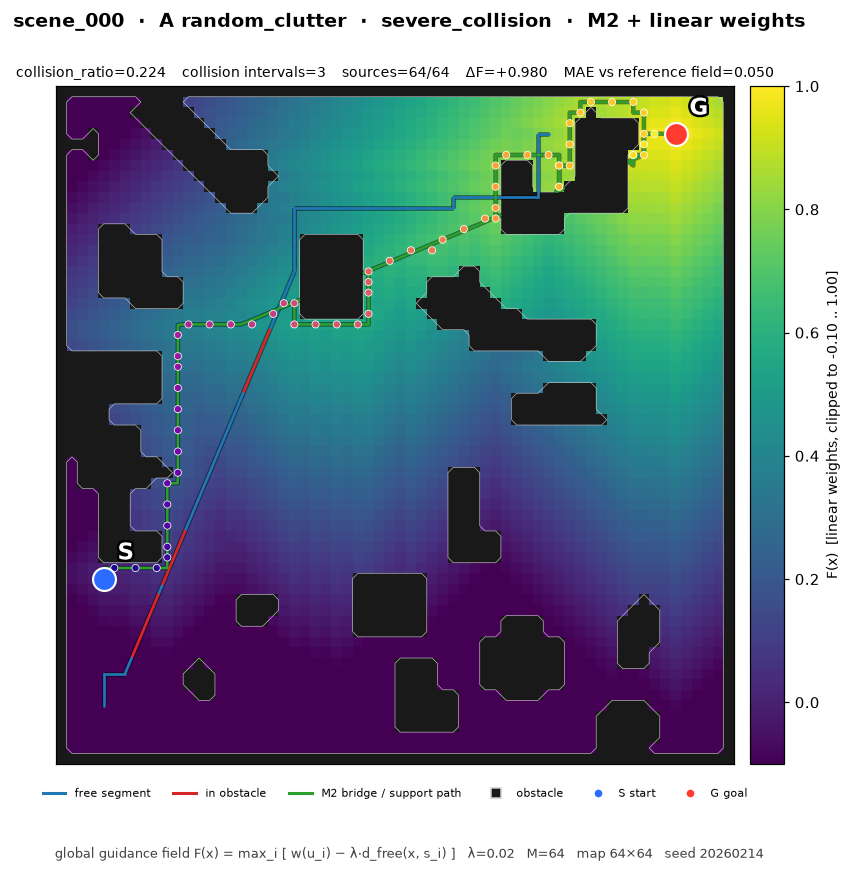 scene_000 · A random_clutter · severe_collision · M2 + linear weights
collision_ratio=0.224 collision intervals=3 sources=64/64 ΔF=+0.980 MAE vs reference field=0.050
G
S
1.0
0.8
0.6
0.4
0.2
0.0
F(x) [linear weights, clipped to -0.10 .. 1.00]
free segment in obstacle M2 bridge / support path obstacle S start G goal
global guidance field F(x) = max_i [ w(u_i) − λ·d_free(x, s_i) ] λ=0.02 M=64 map 64×64 seed 20260214